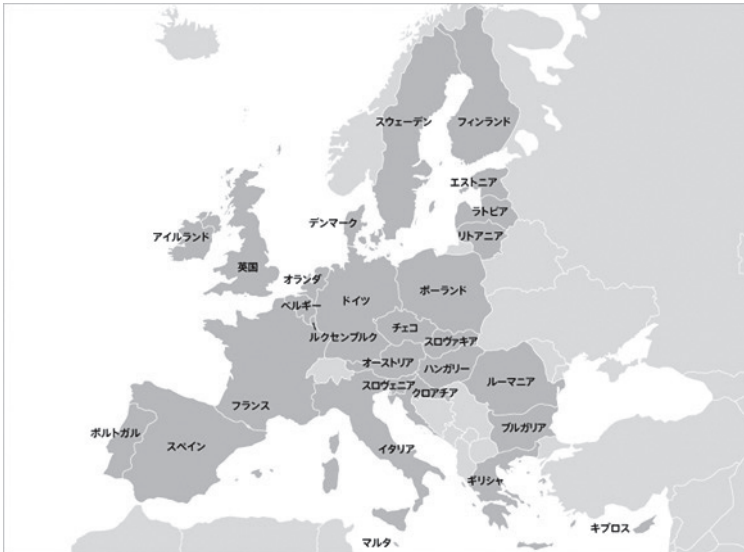 スウェーデン
フィンランド
エストニア
ラトビア
リトアニア
デンマーク
アイルランド
英国
オランダ
ベルギー
ドイツ
ポーランド
ルクセンブルク
チェコ
スロヴァキア
オーストリア
ハンガリー
ルーマニア
スロヴェニア
クロアチア
フランス
ブルガリア
ポルトガル
スペイン
イタリア
ギリシャ
キプロス
マルタ